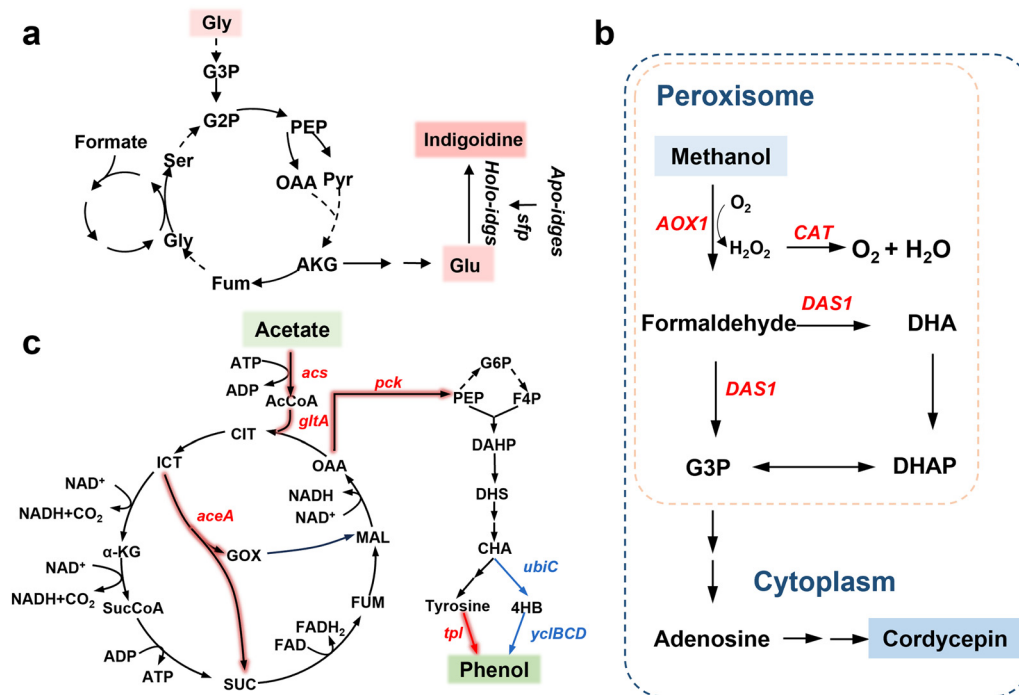 a
Gly
G3P
G2P
PEP
Formate
Ser
OAA
Pyr
Gly
Fum
AKG
Glu
Indigoidine
Holo-idgs
sfp
Apo-idges
b
Peroxisome
Methanol
AOX1
O₂
H₂O₂
CAT
O₂ + H₂O
DAS1
Formaldehyde
DHA
DAS1
G3P
DHAP
Cytoplasm
Adenosine
Cordycepin
c
Acetate
ATP
ADP
acs
AcCoA
gltA
CIT
pck
G6P
PEP
F4P
ICT
OAA
DAHP
NAD⁺
NADH+CO₂
NADH
NAD⁺
DHS
aceA
GOX
MAL
CHA
α-KG
NAD⁺
NADH+CO₂
SucCoA
ubiC
Tyrosine
4HB
FUM
FADH₂
FAD
tpl
yclBCD
ADP
ATP
SUC
Phenol